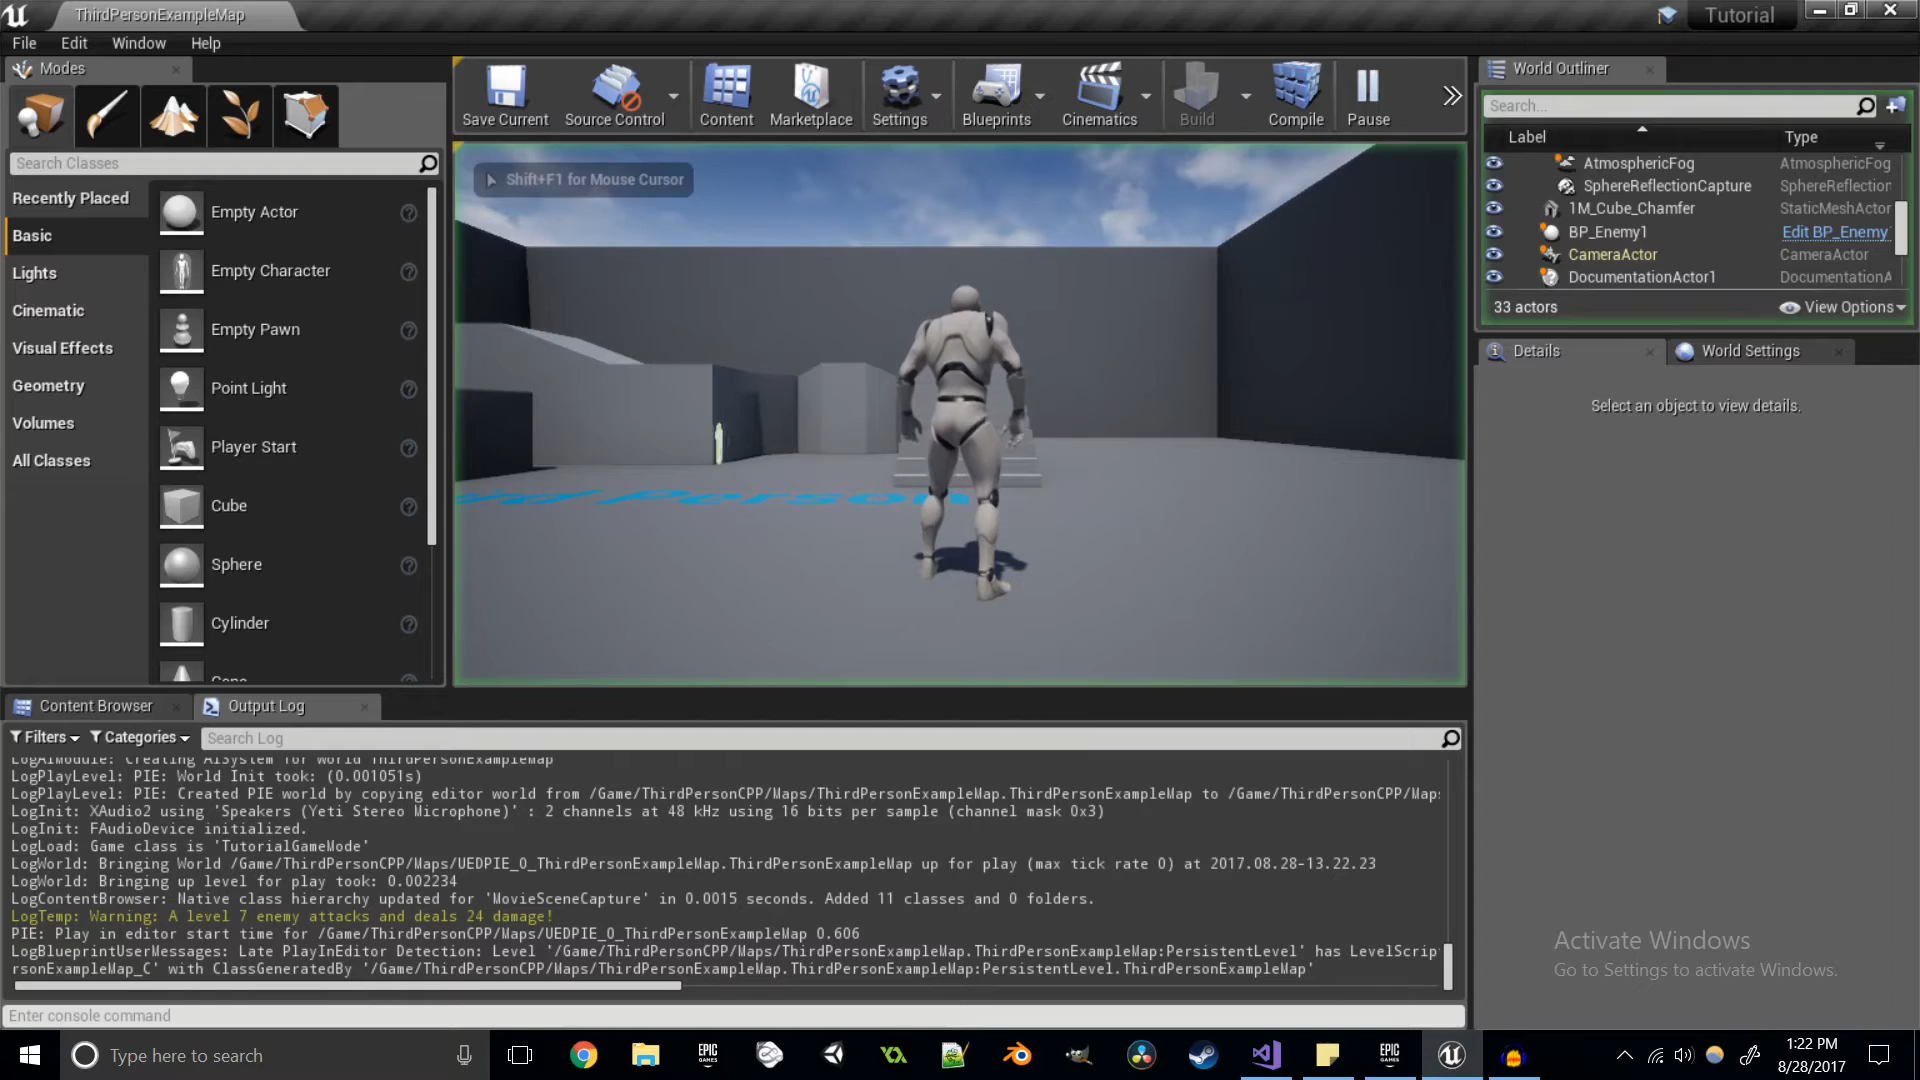 ThirdPersonExampleMap
Tutorial
File Edit Window Help
Modes
Save Current
Source Control
Content
Marketplace
Settings
Blueprints
Cinematics
Build
Compile
Pause
World Outliner
Search...
Label
Type
Search Classes
Recently Placed
Basic
Lights
Cinematic
Visual Effects
Geometry
Volumes
All Classes
Empty Actor
Empty Character
Empty Pawn
Point Light
Player Start
Cube
Sphere
Cylinder
Shift+F1 for Mouse Cursor
Person
AtmosphericFog AtmosphericFog
SphereReflectionCapture SphereReflection
1M_Cube_Chamfer StaticMeshActor
BP_Enemy1 Edit BP_Enemy
CameraActor CameraActor
DocumentationActor1 DocumentationA
33 actors
View Options
Details
World Settings
Select an object to view details.
Content Browser
Output Log
Filters
Categories
Search Log
LogAIModule: Creating AISystem for world ThirdPersonExampleMap
LogPlayLevel: PIE: World Init took: (0.001051s)
LogPlayLevel: PIE: Created PIE world by copying editor world from /Game/ThirdPersonCPP/Maps/ThirdPersonExampleMap.ThirdPersonExampleMap to /Game/ThirdPersonCPP/Maps
LogInit: XAudio2 using 'Speakers (Yeti Stereo Microphone)' : 2 channels at 48 kHz using 16 bits per sample (channel mask 0x3)
LogInit: FAudioDevice initialized.
LogLoad: Game class is 'TutorialGameMode'
LogWorld: Bringing World /Game/ThirdPersonCPP/Maps/UEDPIE_0_ThirdPersonExampleMap.ThirdPersonExampleMap up for play (max tick rate 0) at 2017.08.28-13.22.23
LogWorld: Bringing up level for play took: 0.002234
LogContentBrowser: Native class hierarchy updated for 'MovieSceneCapture' in 0.0015 seconds. Added 11 classes and 0 folders.
LogTemp: Warning: A level 7 enemy attacks and deals 24 damage!
PIE: Play in editor start time for /Game/ThirdPersonCPP/Maps/UEDPIE_0_ThirdPersonExampleMap 0.606
LogBlueprintUserMessages: Late PlayInEditor Detection: Level '/Game/ThirdPersonCPP/Maps/ThirdPersonExampleMap.ThirdPersonExampleMap:PersistentLevel' has LevelScrip
rsonExampleMap_C' with ClassGeneratedBy '/Game/ThirdPersonCPP/Maps/ThirdPersonExampleMap.ThirdPersonExampleMap:PersistentLevel.ThirdPersonExampleMap'
Enter console command
Activate Windows
Go to Settings to activate Windows.
Type here to search
EPIC
GAMES
EPIC
GAMES
1:22 PM
8/28/2017